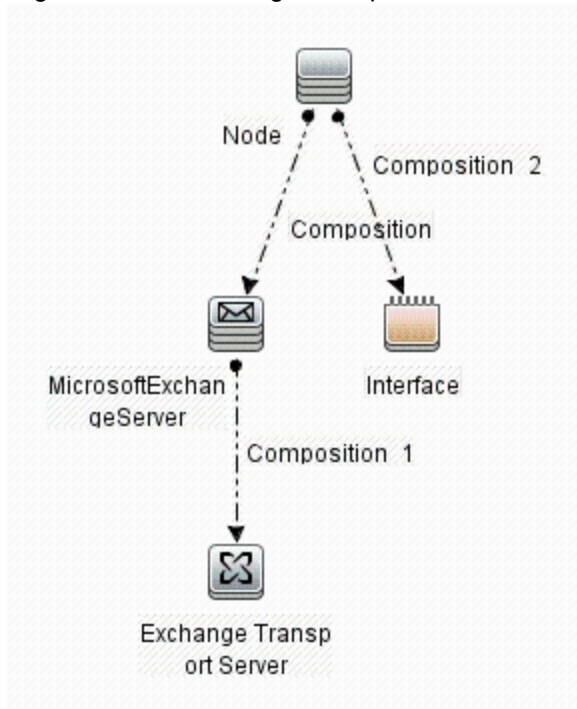 Node
Composition 2
Composition
MicrosoftExchan
geServer
Interface
Composition 1
Exchange Transp
ort Server